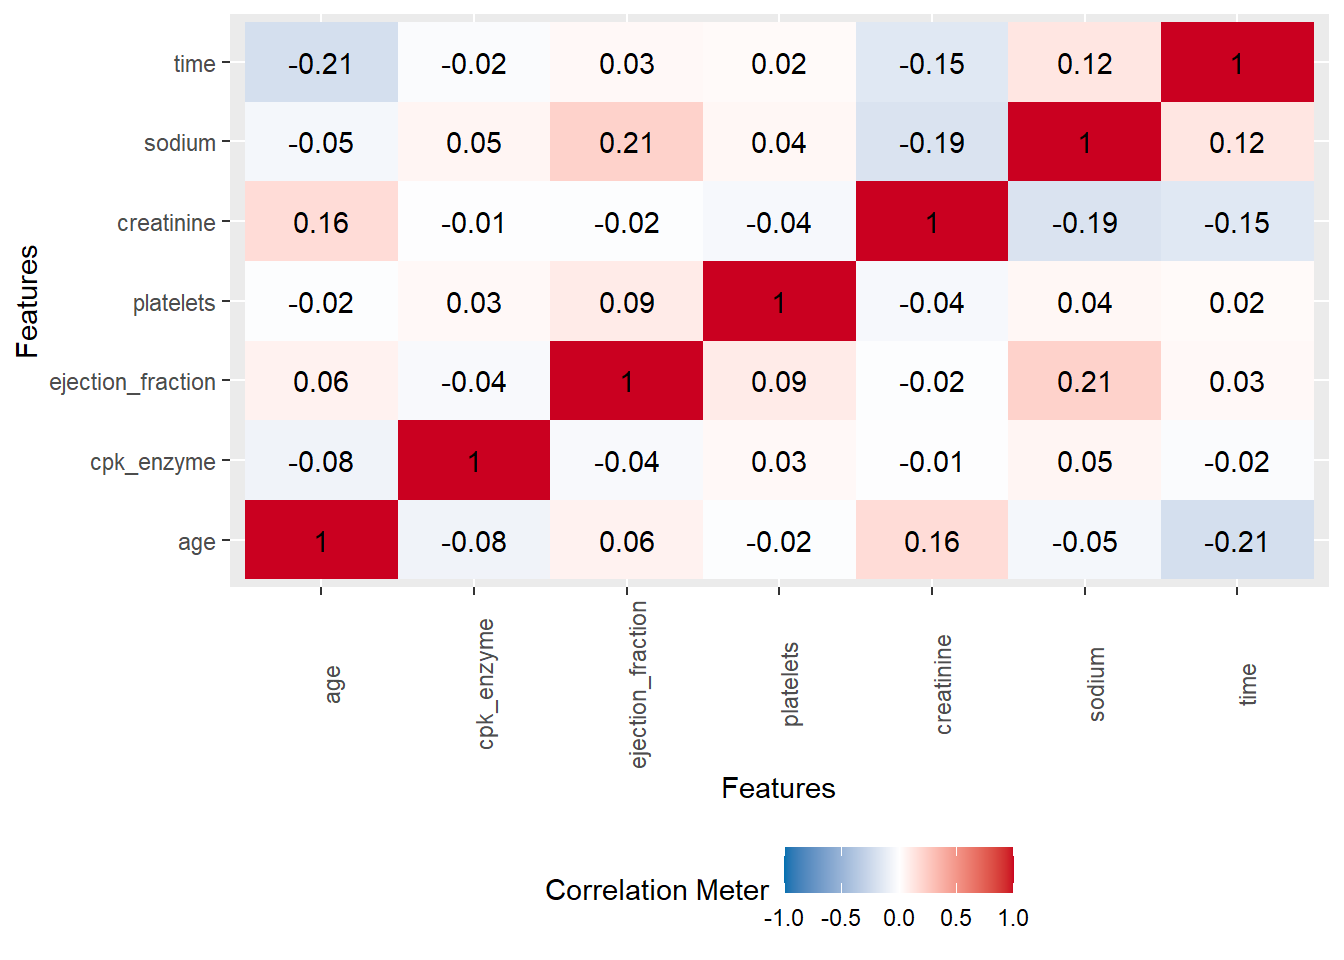 time -0.21 -0.02 0.03 0.02 -0.15 0.12 1
sodium -0.05 0.05 0.21 0.04 -0.19 1 0.12
creatinine 0.16 -0.01 -0.02 -0.04 1 -0.19 -0.15
platelets -0.02 0.03 0.09 1 -0.04 0.04 0.02
ejection_fraction 0.06 -0.04 1 0.09 -0.02 0.21 0.03
cpk_enzyme -0.08 1 -0.04 0.03 -0.01 0.05 -0.02
age 1 -0.08 0.06 -0.02 0.16 -0.05 -0.21
Features
age
cpk_enzyme
ejection_fraction
platelets
creatinine
sodium
time
Features
Correlation Meter
-1.0 -0.5 0.0 0.5 1.0